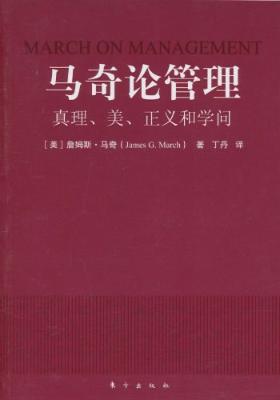 MARCH ON MANAGEMENT
马奇论管理
真理、美、正义和学问
［美］詹姆斯·马奇（James G. March） 著 丁丹 译
东方出版社